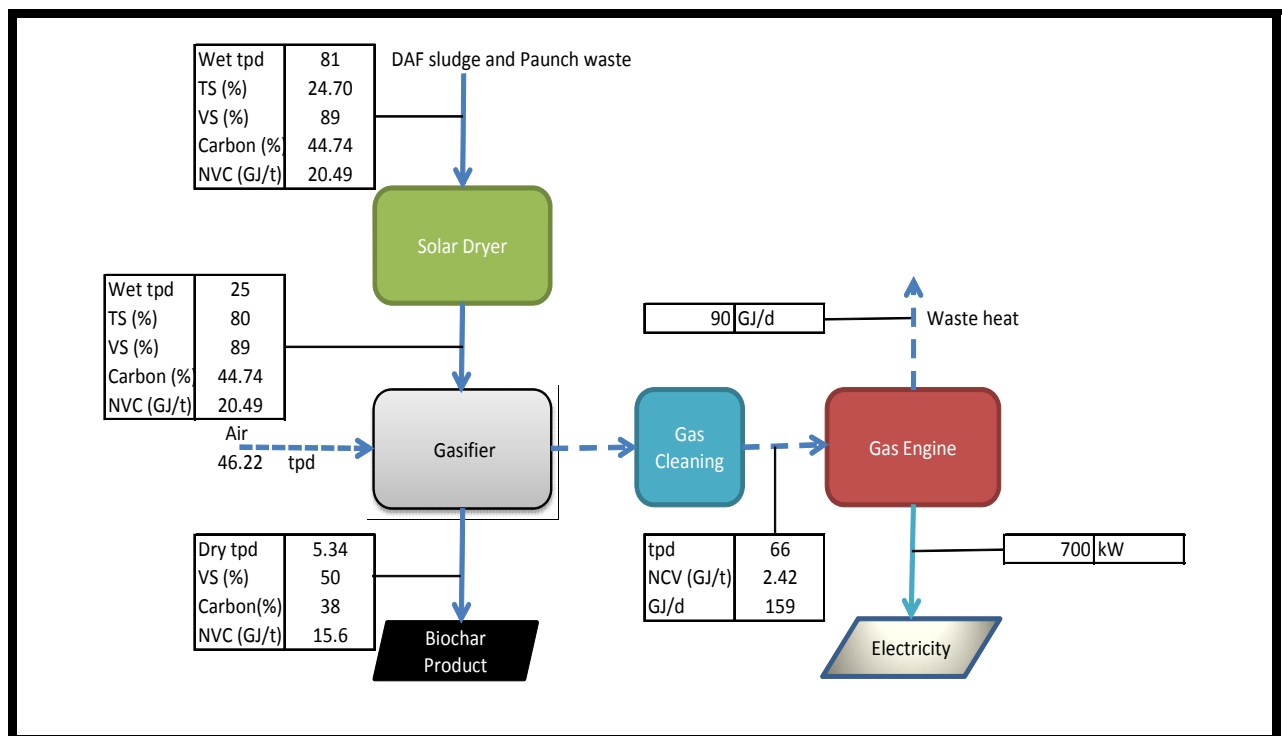 Wet tpd 81
TS (%) 24.70
VS (%) 89
Carbon (%) 44.74
NVC (GJ/t) 20.49
DAF sludge and Paunch waste
Solar Dryer
Wet tpd 25
TS (%) 80
VS (%) 89
Carbon (%) 44.74
NVC (GJ/t) 20.49
90 GJ/d
Waste heat
Air
46.22 tpd
Gasifier
Gas
Cleaning
Gas Engine
Dry tpd 5.34
VS (%) 50
Carbon(%) 38
NVC (GJ/t) 15.6
tpd 66
NCV (GJ/t) 2.42
GJ/d 159
700 kW
Biochar
Product
Electricity